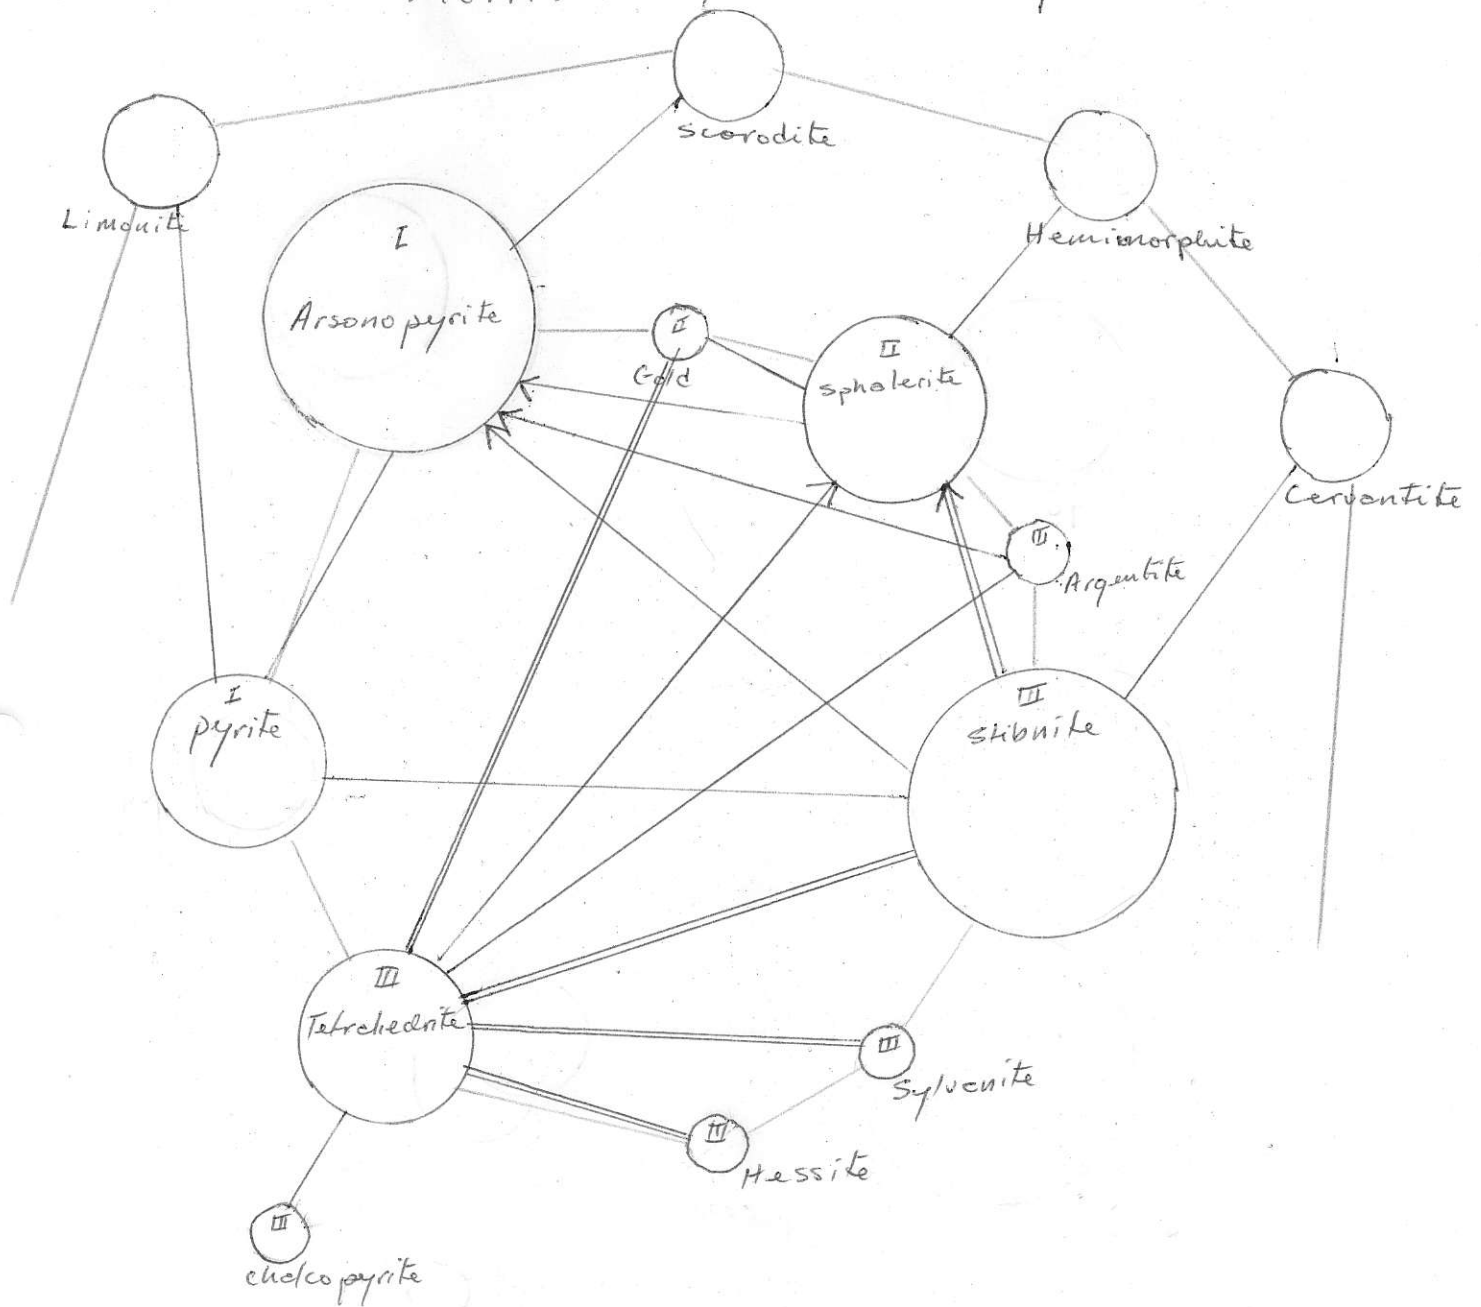 scorodite
Limonite
Hemimorphite
I
Arsonopyrite
II
Gold
II
sphalerite
Cervantite
III
Argentite
I
pyrite
III
Stibnite
III
Tetrahedrite
III
Sylvanite
III
Hessite
III
chalcopyrite